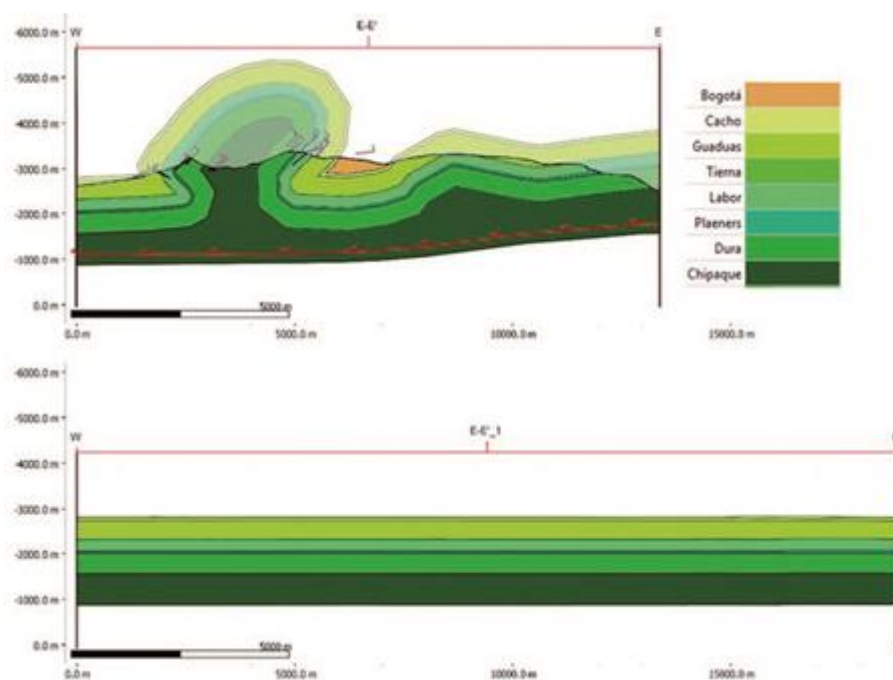 -6000.0 m
W
E-E'
E
-5000.0 m
-4000.0 m
-3000.0 m
-2000.0 m
-1000.0 m
0.0 m
5000 m
0.0 m
5000.0 m
10000.0 m
15000.0 m
Bogotá
Cacho
Guaduas
Tierna
Labor
Plaeners
Dura
Chipaque
-6000.0 m
-5000.0 m
W
E-E'_1
-4000.0 m
-3000.0 m
-2000.0 m
-1000.0 m
0.0 m
5000 m
0.0 m
5000.0 m
10000.0 m
15000.0 m